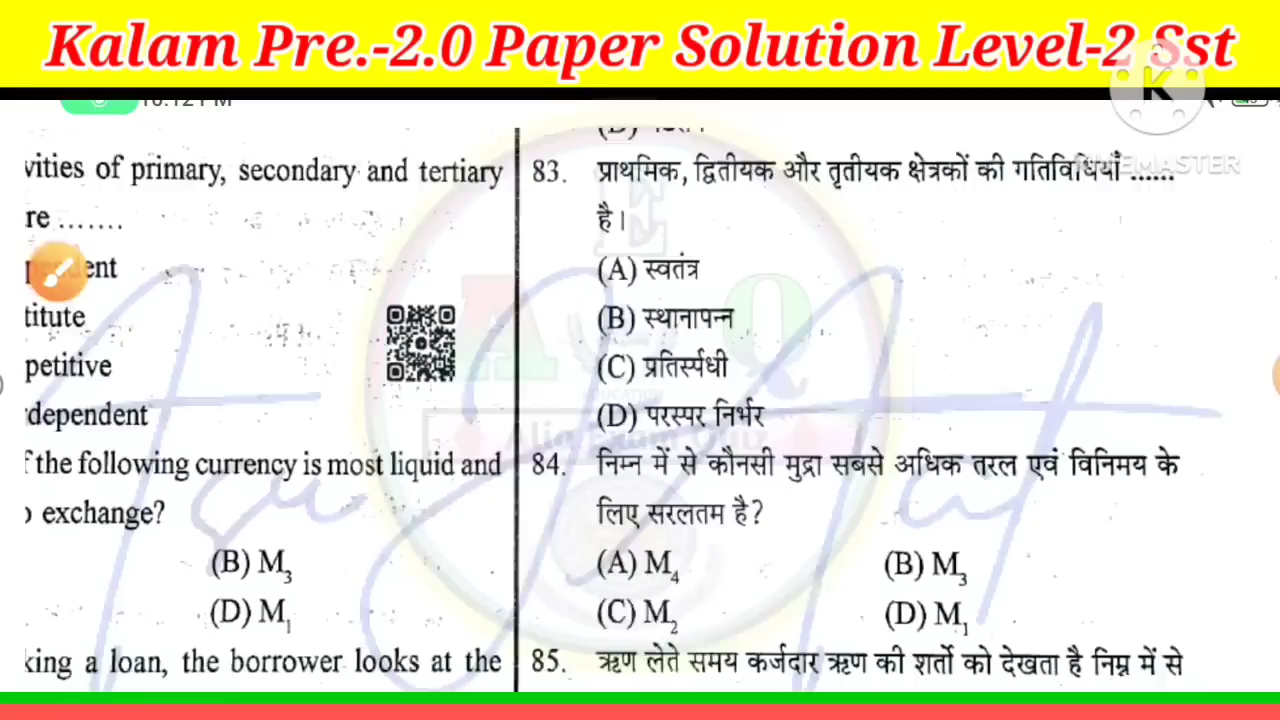 Kalam Pre.-2.0 Paper Solution Level-2 Sst
K
KINEMASTER
vities of primary, secondary and tertiary
re .......
ent
titute
petitive
dependent
f the following currency is most liquid and
exchange?
(B) M3
(D) M1
king a loan, the borrower looks at the
83. प्राथमिक, द्वितीयक और तृतीयक क्षेत्रकों की गतिविधियाँ ......
है।
(A) स्वतंत्र
(B) स्थानापन्न
(C) प्रतिर्स्पधी
(D) परस्पर निर्भर
84. निम्न में से कौनसी मुद्रा सबसे अधिक तरल एवं विनिमय के
लिए सरलतम है?
(A) M4 (B) M3
(C) M2 (D) M1
85. ऋण लेते समय कर्जदार ऋण की शर्तो को देखता है निम्न में से